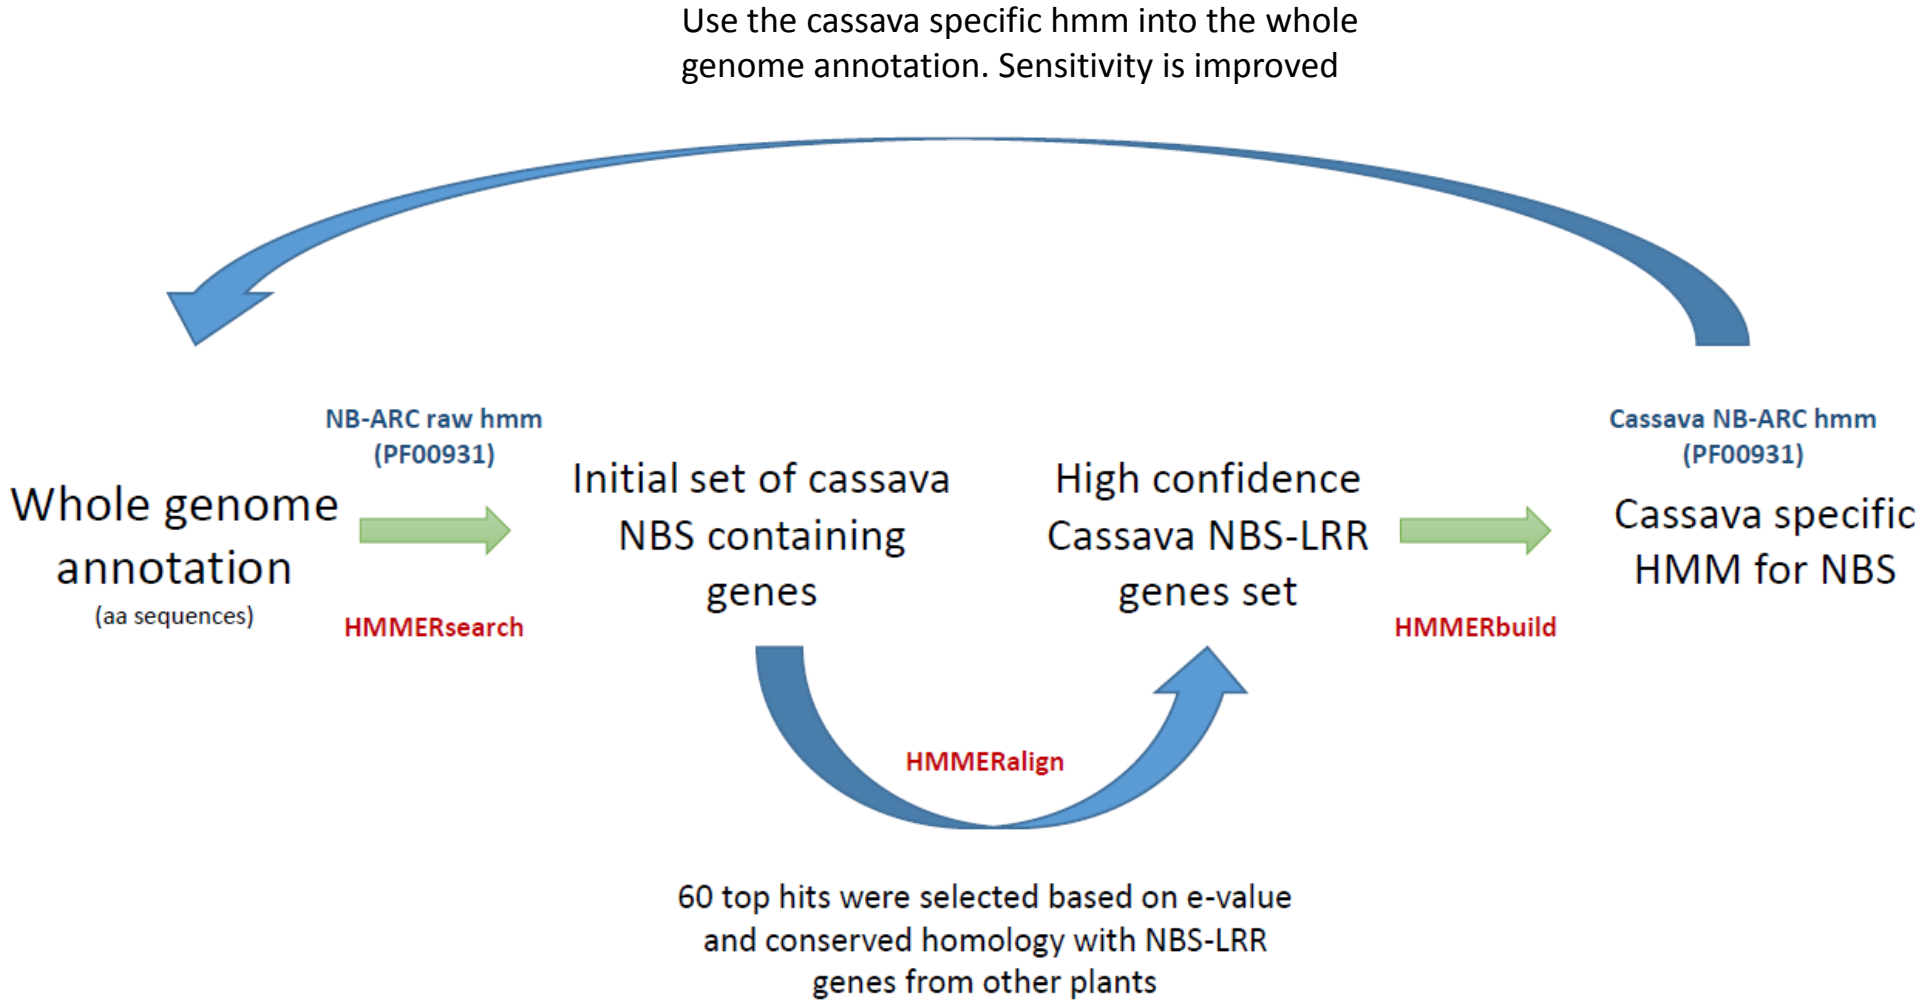 Use the cassava specific hmm into the whole
genome annotation. Sensitivity is improved
NB-ARC raw hmm
(PF00931)
Whole genome
annotation
(aa sequences)
HMMERsearch
Initial set of cassava
NBS containing
genes
High confidence
Cassava NBS-LRR
genes set
HMMERbuild
Cassava NB-ARC hmm
(PF00931)
Cassava specific
HMM for NBS
HMMERalign
60 top hits were selected based on e-value
and conserved homology with NBS-LRR
genes from other plants